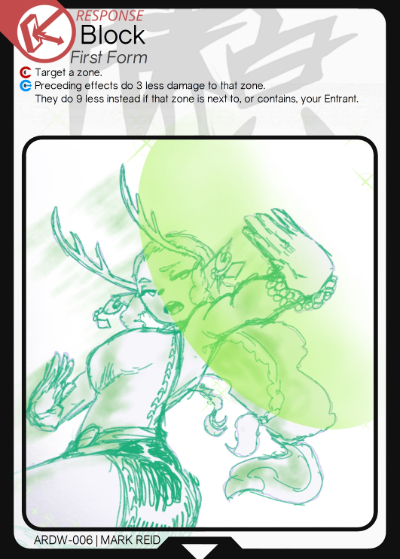 RESPONSE
Block
First Form
C Target a zone.
C Preceding effects do 3 less damage to that zone.
They do 9 less instead if that zone is next to, or contains, your Entrant.
ARDW-006 | MARK REID